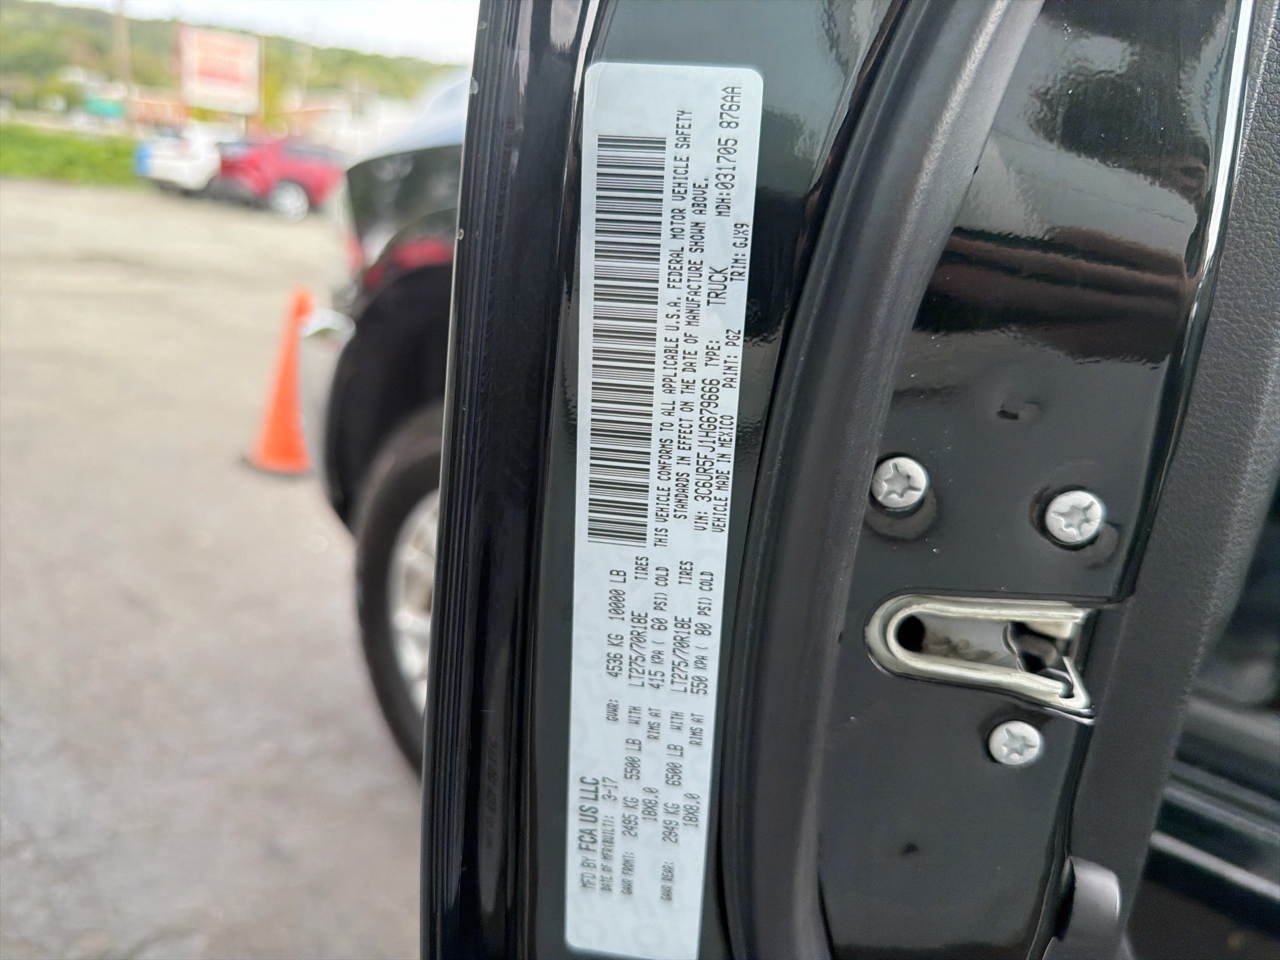 MFD BY FCA US LLC
DATE OF MFR(BUILT): 3-17 GVWR: 4536 KG 10000 LB
GAWR FRONT: 2495 KG 5500 LB WITH LT275/70R18E TIRES
18X8.0 RIMS AT 415 KPA ( 60 PSI) COLD
GAWR REAR: 2949 KG 6500 LB WITH LT275/70R18E TIRES
18X8.0 RIMS AT 550 KPA ( 80 PSI) COLD
THIS VEHICLE CONFORMS TO ALL APPLICABLE U.S.A. FEDERAL MOTOR VEHICLE SAFETY
STANDARDS IN EFFECT ON THE DATE OF MANUFACTURE SHOWN ABOVE.
VIN: 3C6UR5FJ1HG679666 TYPE: TRUCK MDH:031705 876AA
VEHICLE MADE IN MEXICO PAINT: PGZ TRIM: GJX9